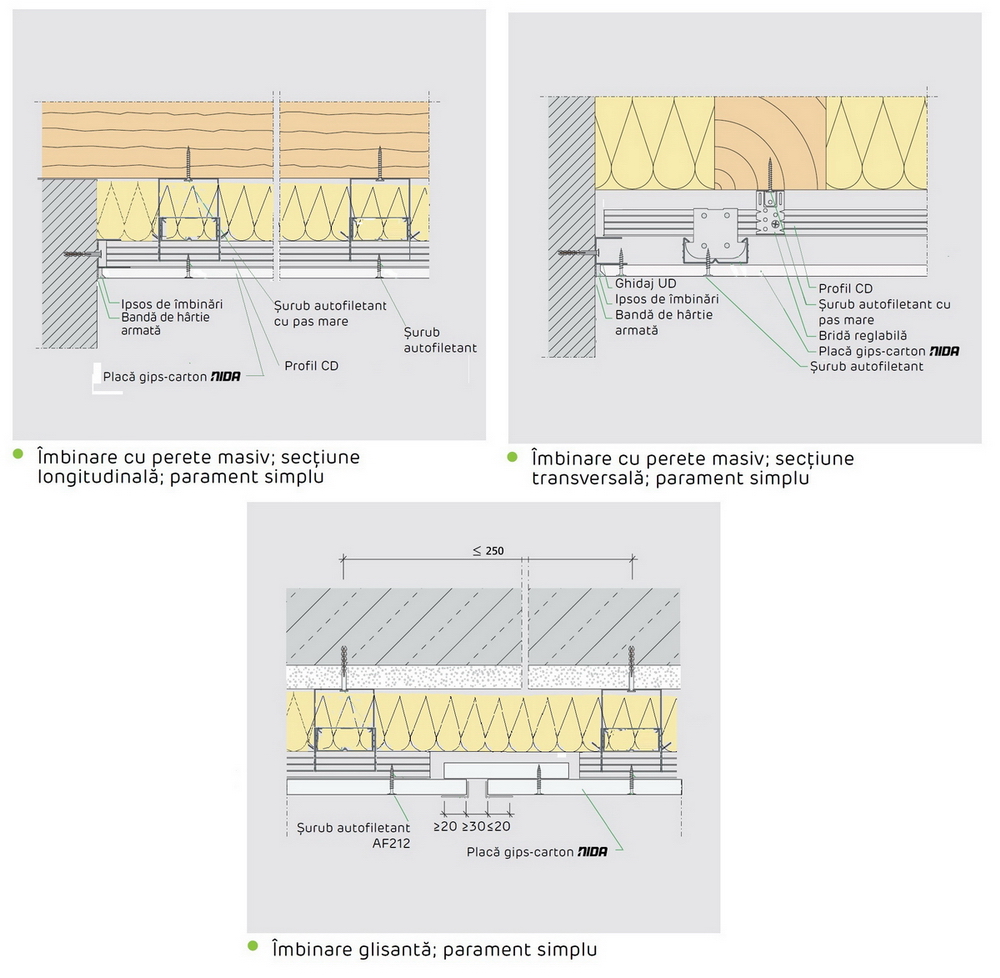 Ipsos de îmbinări
Bandă de hârtie
armată
Șurub autofiletant
cu pas mare
Șurub
autofiletant
Profil CD
Placă gips-carton NIDA
Îmbinare cu perete masiv; secțiune
longitudinală; parament simplu
Ghidaj UD
Ipsos de îmbinări
Bandă de hârtie
armată
Profil CD
Șurub autofiletant cu
pas mare
Bridă reglabilă
Placă gips-carton NIDA
Șurub autofiletant
Îmbinare cu perete masiv; secțiune
transversală; parament simplu
≤ 250
Șurub autofiletant
AF212
≥20 ≥30 ≤20
Placă gips-carton NIDA
Îmbinare glisantă; parament simplu